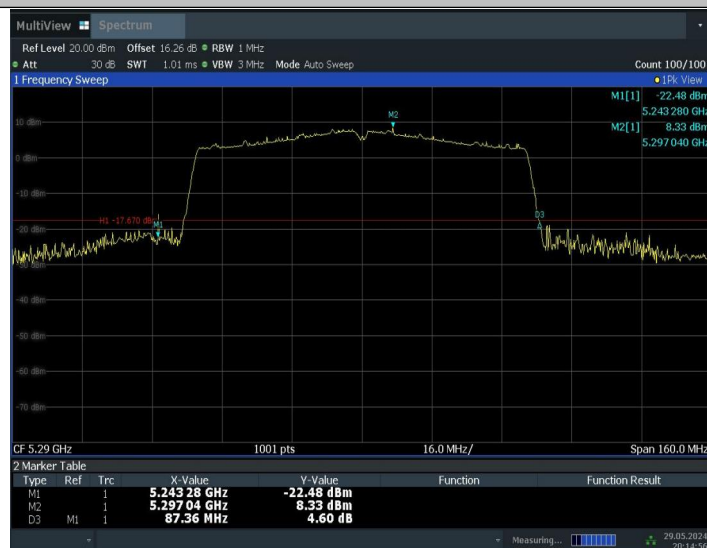 MultiView Spectrum
Ref Level 20.00 dBm Offset 16.26 dB RBW 1 MHz
Att 30 dB SWT 1.01 ms VBW 3 MHz Mode Auto Sweep Count 100/100
1 Frequency Sweep 1Pk View
M1[1] -22.48 dBm
5.243 280 GHz
M2[1] 8.33 dBm
5.297 040 GHz
M2
10 dBm
0 dBm
-10 dBm
H1 -17.670 dBm
M1
D3
-20 dBm
-30 dBm
-40 dBm
-50 dBm
-60 dBm
-70 dBm
CF 5.29 GHz 1001 pts 16.0 MHz/ Span 160.0 MHz
2 Marker Table
Type Ref Trc X-Value Y-Value Function Function Result
M1 1 5.243 28 GHz -22.48 dBm
M2 1 5.297 04 GHz 8.33 dBm
D3 M1 1 87.36 MHz 4.60 dB
Measuring... 29.05.2024
20:14:56